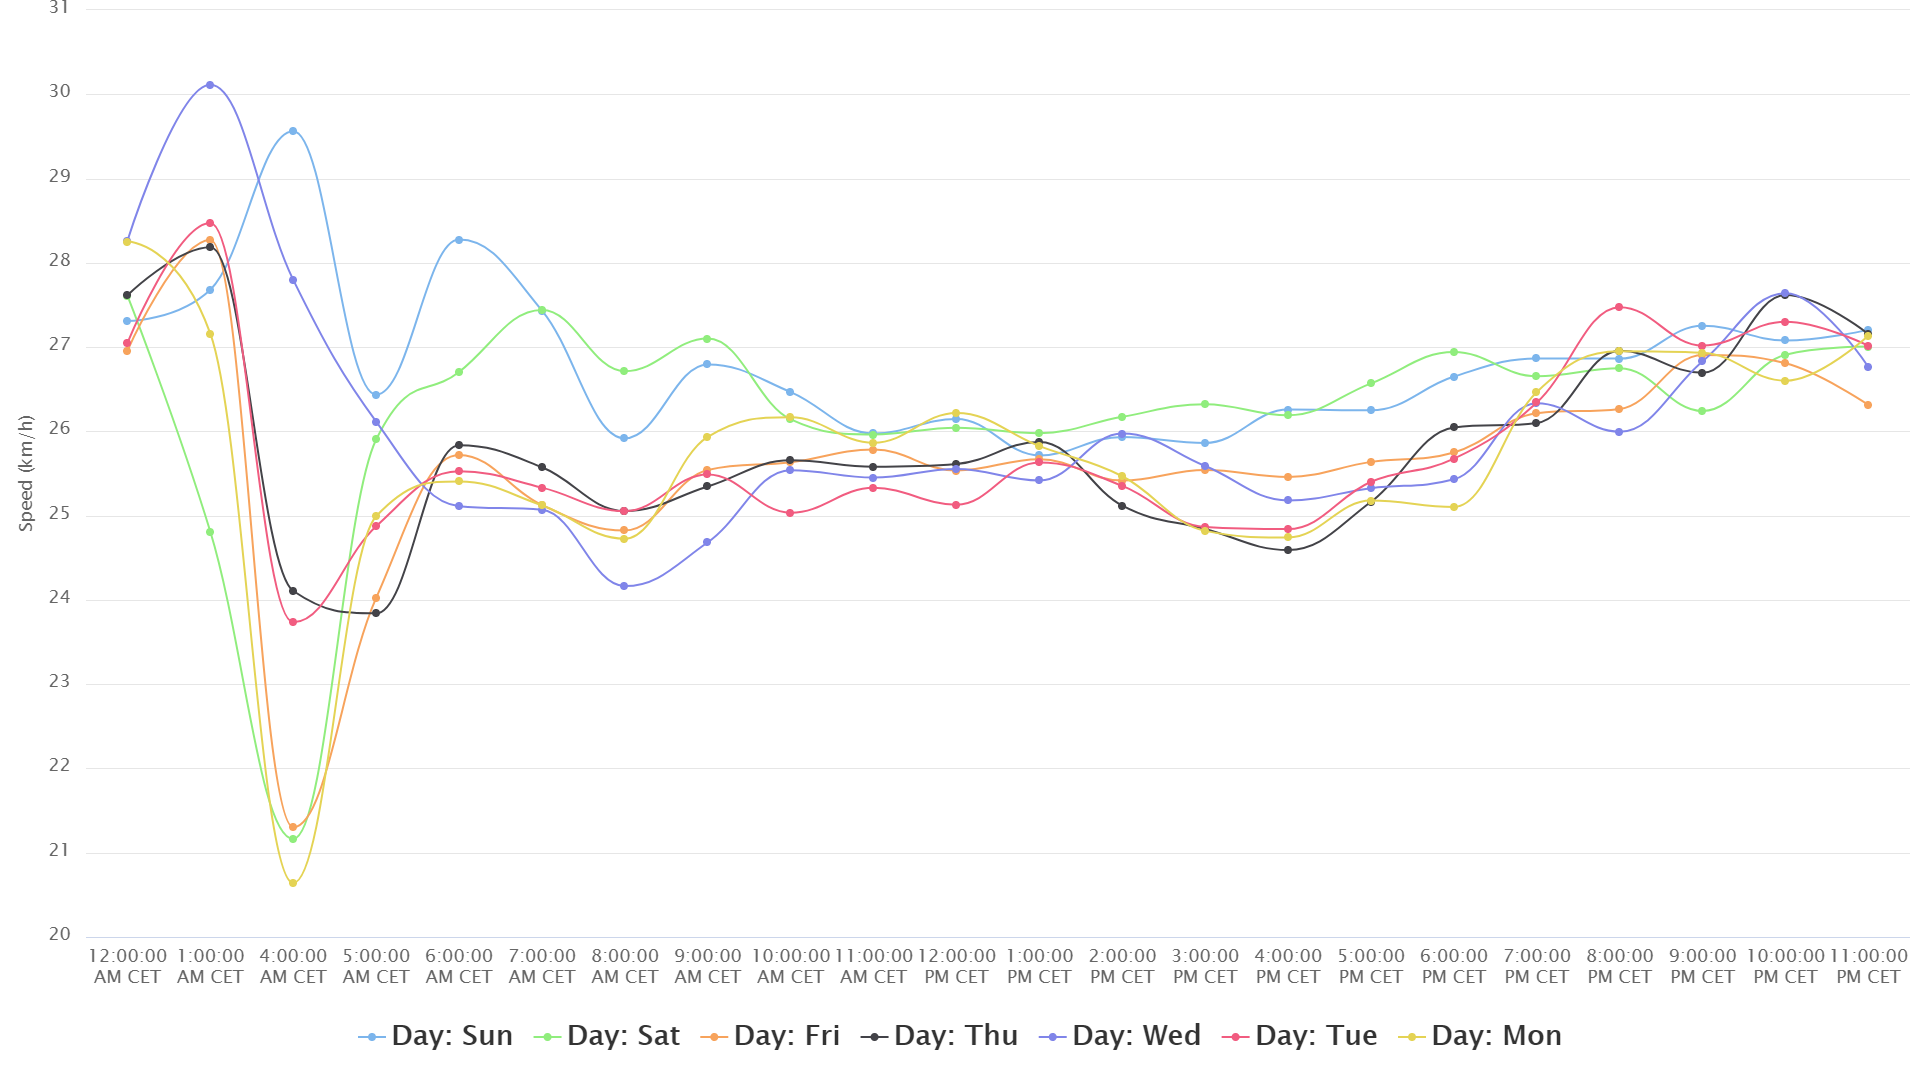 31
30
29
28
27
26
25
24
23
22
21
20
Speed (km/h)
12:00:00 AM CET
1:00:00 AM CET
4:00:00 AM CET
5:00:00 AM CET
6:00:00 AM CET
7:00:00 AM CET
8:00:00 AM CET
9:00:00 AM CET
10:00:00 AM CET
11:00:00 AM CET
12:00:00 PM CET
1:00:00 PM CET
2:00:00 PM CET
3:00:00 PM CET
4:00:00 PM CET
5:00:00 PM CET
6:00:00 PM CET
7:00:00 PM CET
8:00:00 PM CET
9:00:00 PM CET
10:00:00 PM CET
11:00:00 PM CET
Day: Sun Day: Sat Day: Fri Day: Thu Day: Wed Day: Tue Day: Mon